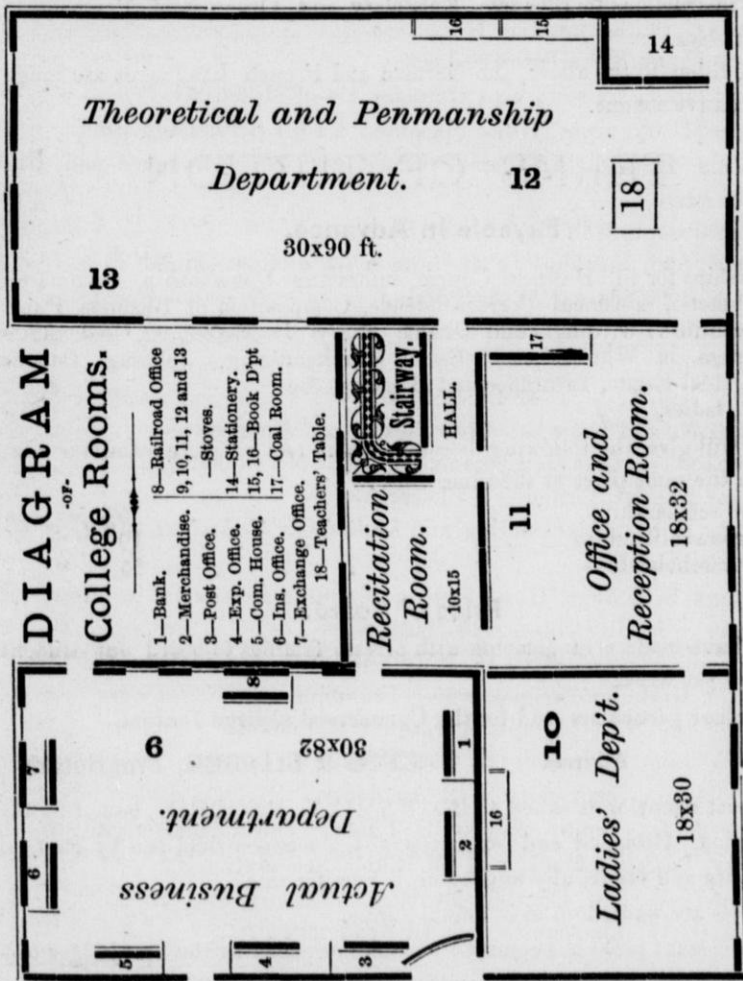 16
15
14
Theoretical and Penmanship
Department.
12
18
30x90 ft.
13
DIAGRAM
-OF-
College Rooms.
1—Bank.
2—Merchandise.
3—Post Office.
4—Exp. Office.
5—Com. House.
6—Ins. Office.
7—Exchange Office.
8—Railroad Office
9, 10, 11, 12 and 13
—Stoves.
14—Stationery.
15, 16—Book D'pt
17—Coal Room.
18—Teachers' Table.
Stairway.
HALL.
17
Recitation
Room.
10x15
11
Office and
Reception Room.
18x32
7
8
9
30x82
6
Actual Business
Department.
1
2
16
5
4
3
10
Ladies' Dept.
18x30